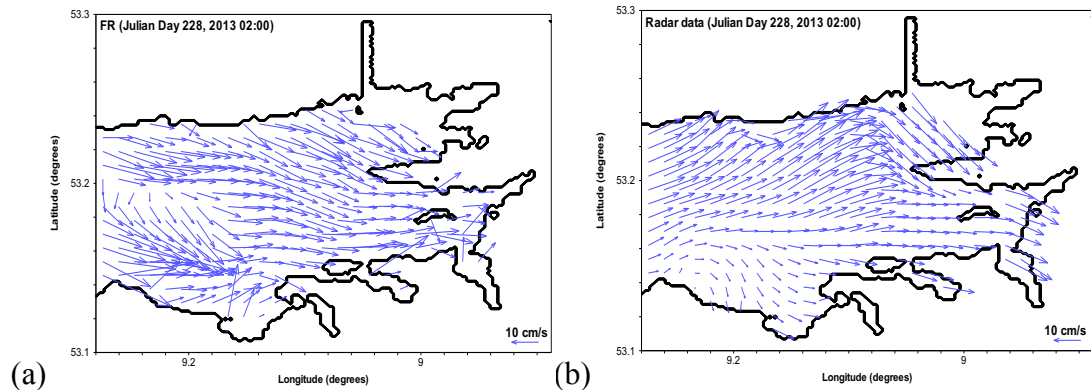 53.3
FR (Julian Day 228, 2013 02:00)
Latitude (degrees)
53.2
53.1
10 cm/s
9.2
9
Longitude (degrees)
(a)
53.3
Radar data (Julian Day 228, 2013 02:00)
Latitude (degrees)
53.2
53.1
10 cm/s
9.2
9
Longitude (degrees)
(b)